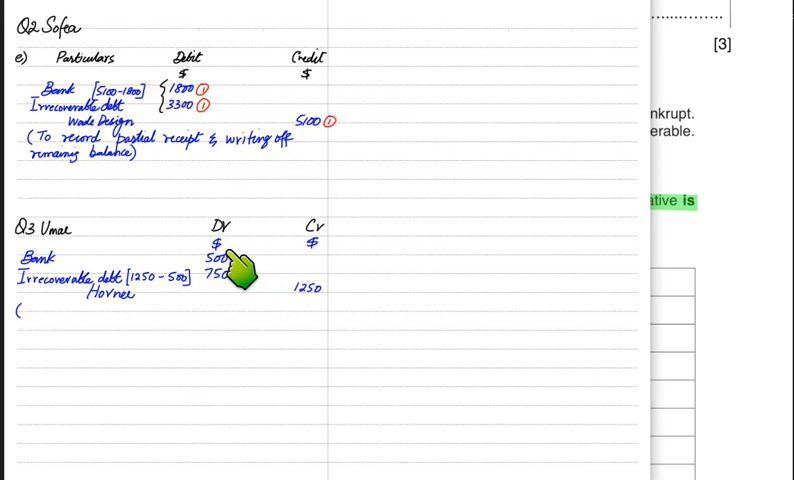 Q2 Sofea
e) Particulars Debit Credit
$ $
Bank [5100-1800] 1800 1
Irrecoverable debt 3300 1
Wade Design 5100 1
(To record partial receipt & writing off
remaining balance)
Q3 Umar Dr Cr
$ $
Bank 500
Irrecoverable debt [1250-500] 750
Horner 1250
(
[3]
nkrupt.
erable.
ative is